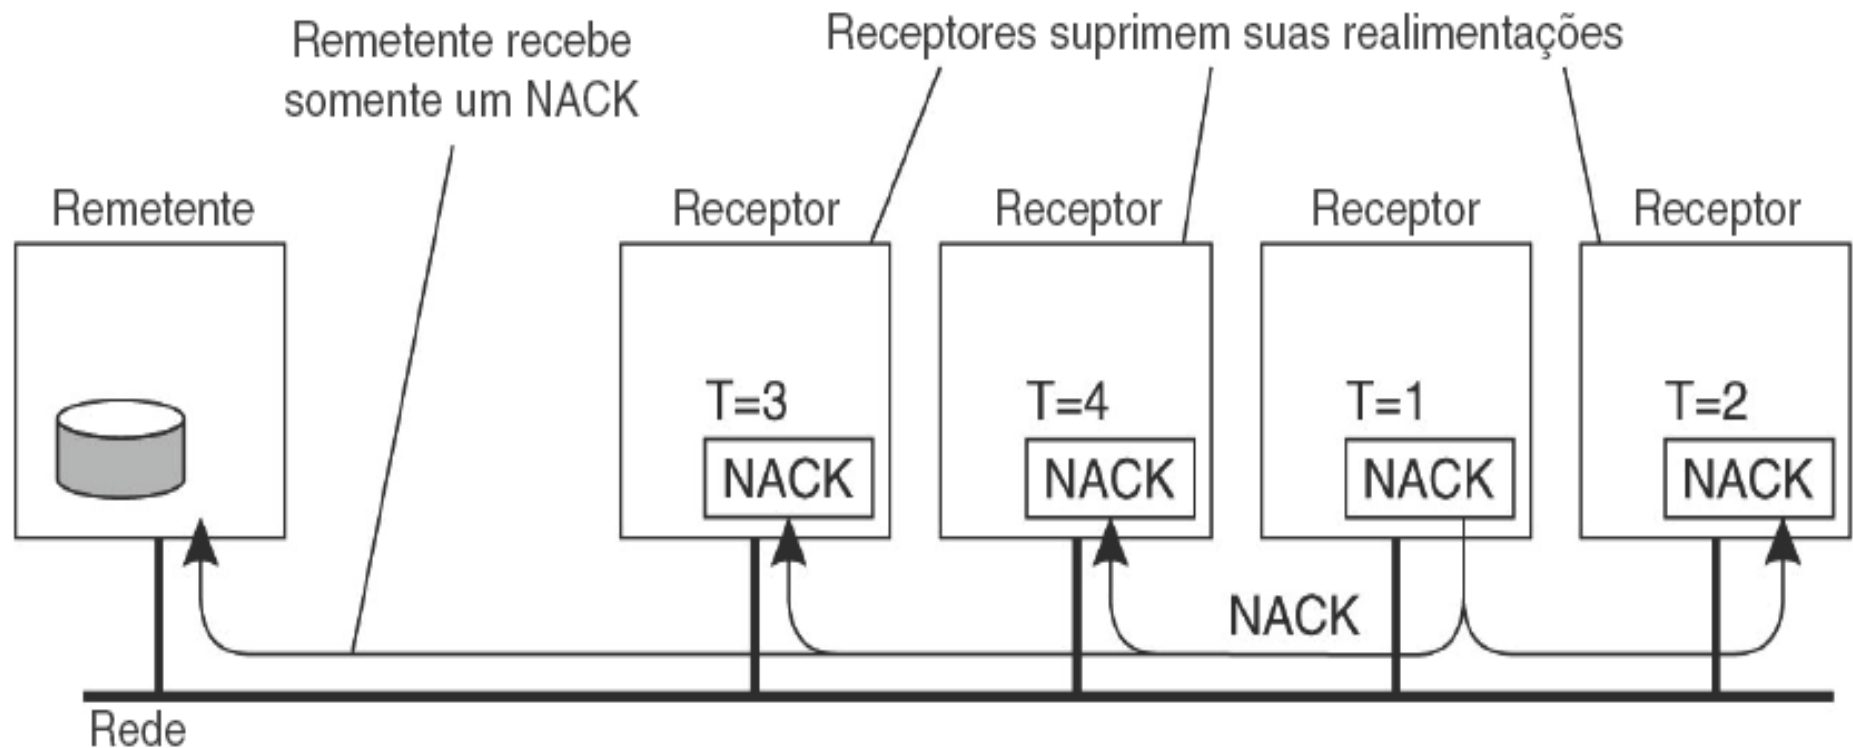 Remetente recebe
somente um NACK
Receptores suprimem suas realimentações
Remetente
Receptor
Receptor
Receptor
Receptor
T=3
T=4
T=1
T=2
NACK
NACK
NACK
NACK
NACK
Rede